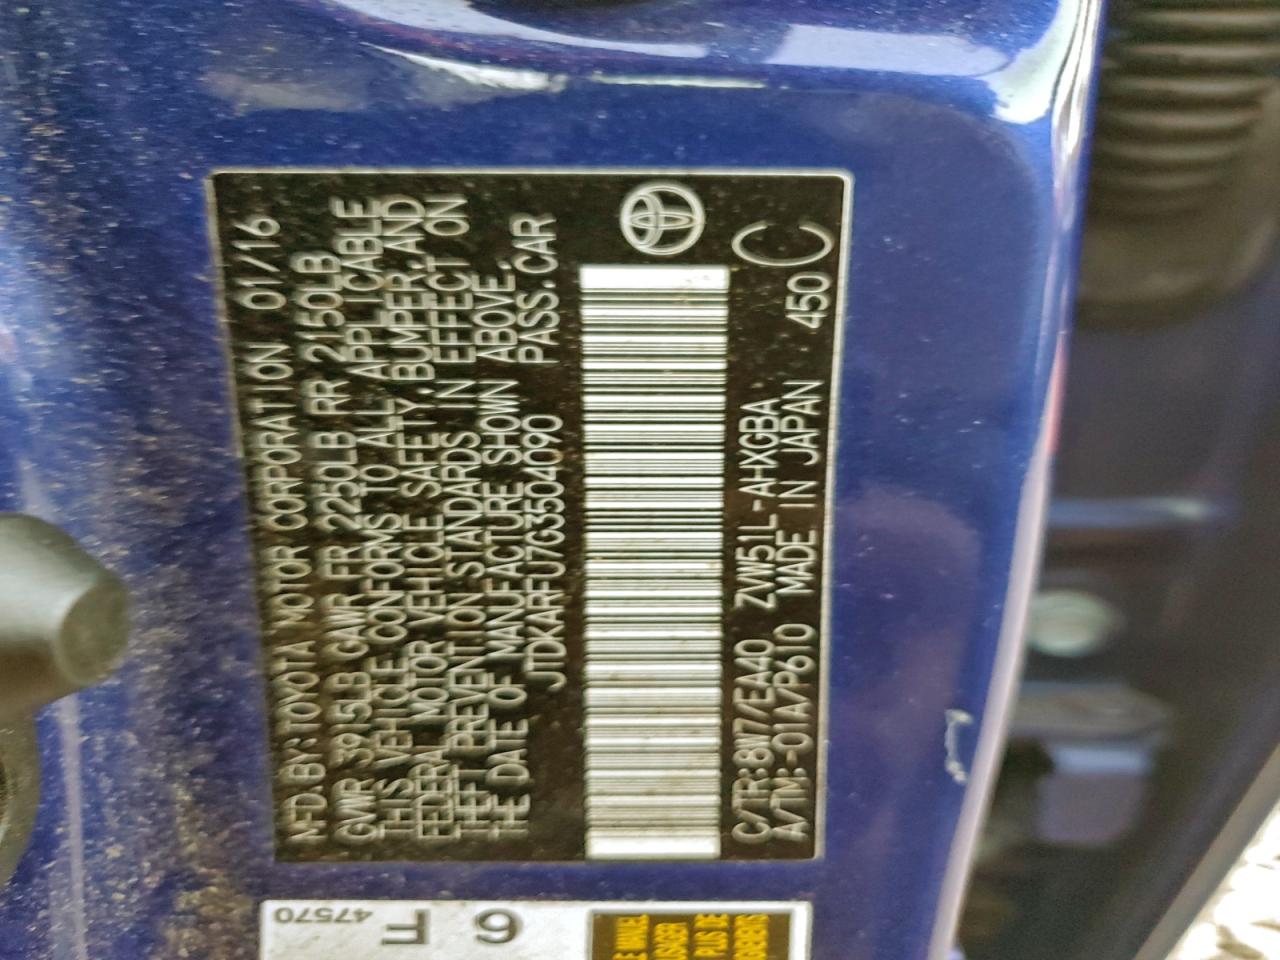 MFD.BY:TOYOTA MOTOR CORPORATION 01/16
GVWR 3915LB GAWR FR 2250LB RR 2150LB
THIS VEHICLE CONFORMS TO ALL APPLICABLE
FEDERAL MOTOR VEHICLE SAFETY, BUMPER, AND
THEFT PREVENTION STANDARDS IN EFFECT ON
THE DATE OF MANUFACTURE SHOWN ABOVE.
JTDKARFU7G3504090 PASS.CAR
C/TR:8W7/EA40 ZVW51L-AHXGBA
A/TM:-01A/P610 MADE IN JAPAN 450 C
47570
F
6
PLUS DE